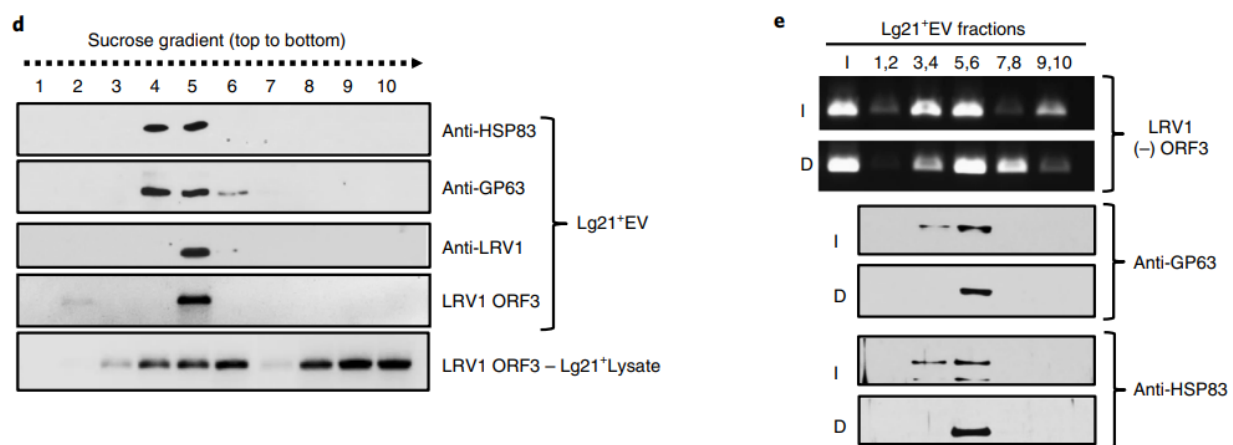 d
Sucrose gradient (top to bottom)
1 2 3 4 5 6 7 8 9 10
Anti-HSP83
Anti-GP63
Anti-LRV1
LRV1 ORF3
Lg21⁺EV
LRV1 ORF3 – Lg21⁺Lysate
e
Lg21⁺EV fractions
I 1,2 3,4 5,6 7,8 9,10
I
D
LRV1
(–) ORF3
I
D
Anti-GP63
I
D
Anti-HSP83